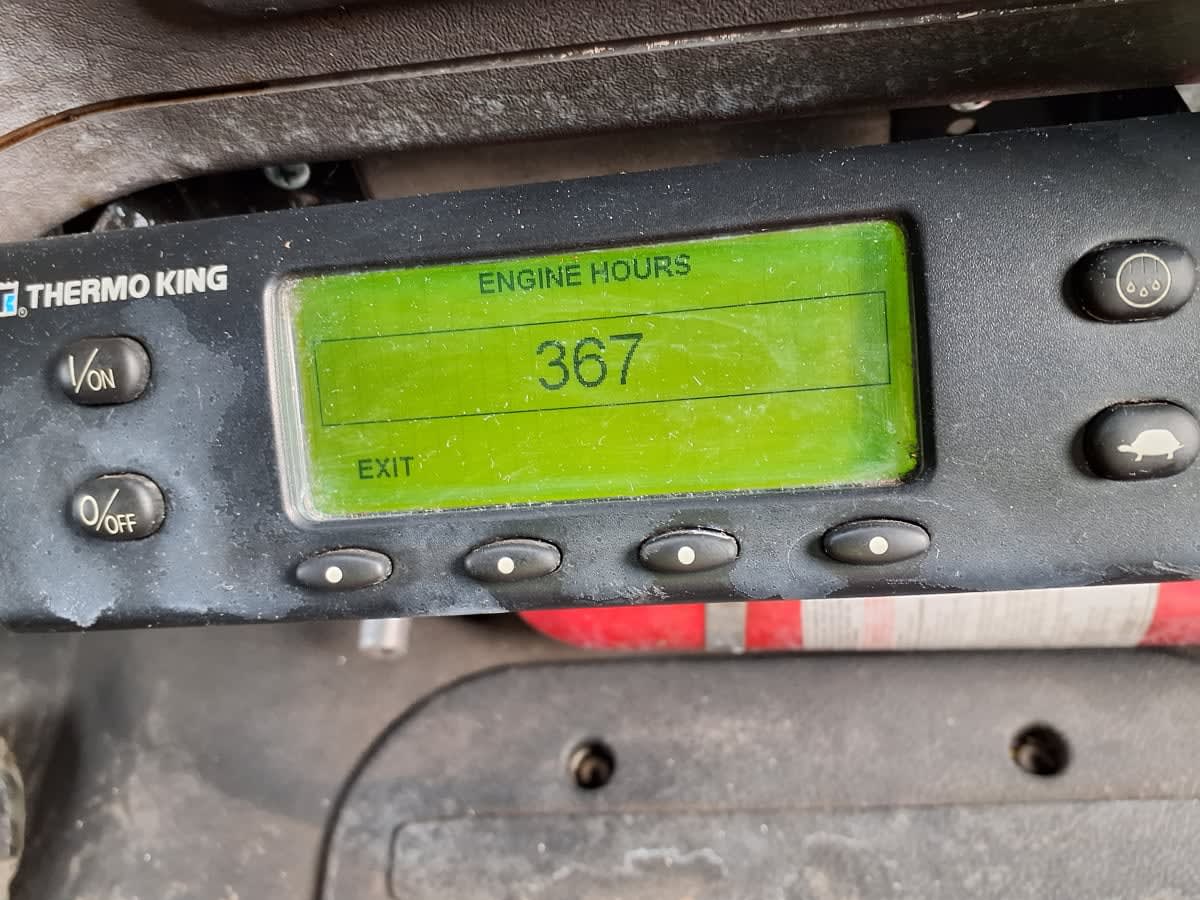 THERMO KING
®
ENGINE HOURS
367
EXIT
I/ON
O/OFF